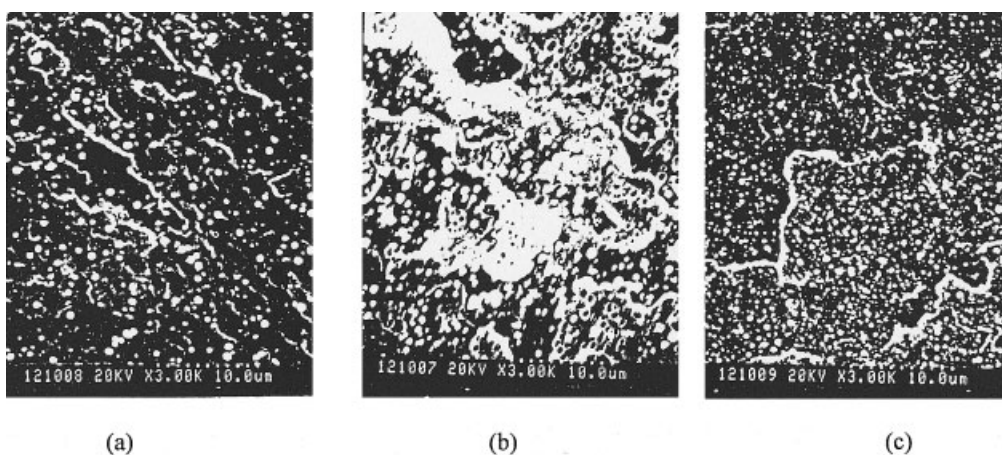 121008 20KV X3.00K 10.0um
121007 20KV X3.00K 10.0um
121009 20KV X3.00K 10.0um
(a)
(b)
(c)